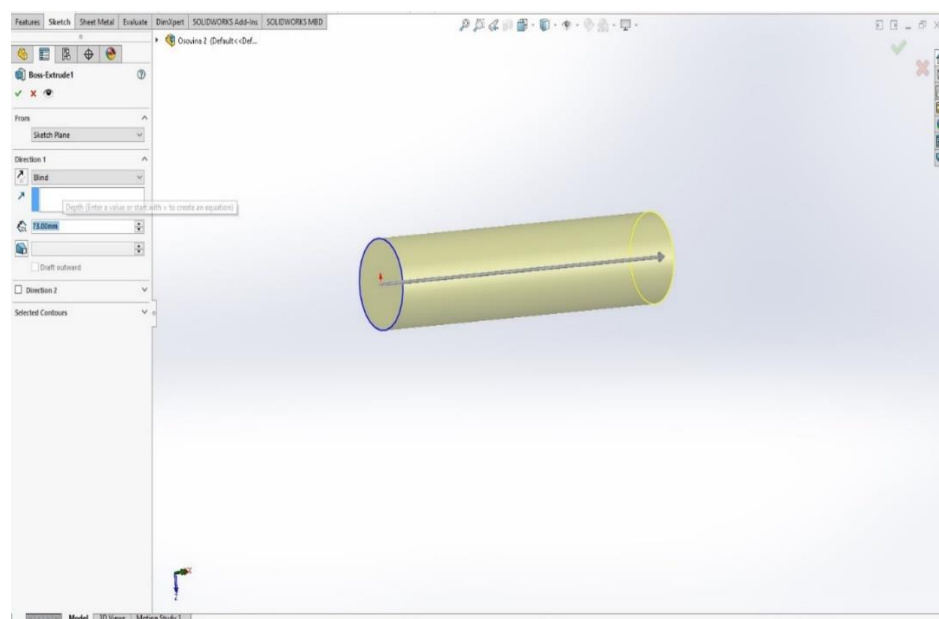 Features Sketch Sheet Metal Evaluate DimXpert SOLIDWORKS Add-Ins SOLIDWORKS MBD
Osovina 2 (Default<<Def...
Boss-Extrude1
From
Sketch Plane
Direction 1
Blind
Depth (Enter a value or start with = to create an equation)
73.00mm
Draft outward
Direction 2
Selected Contours
Model 3D Views Motion Study 1